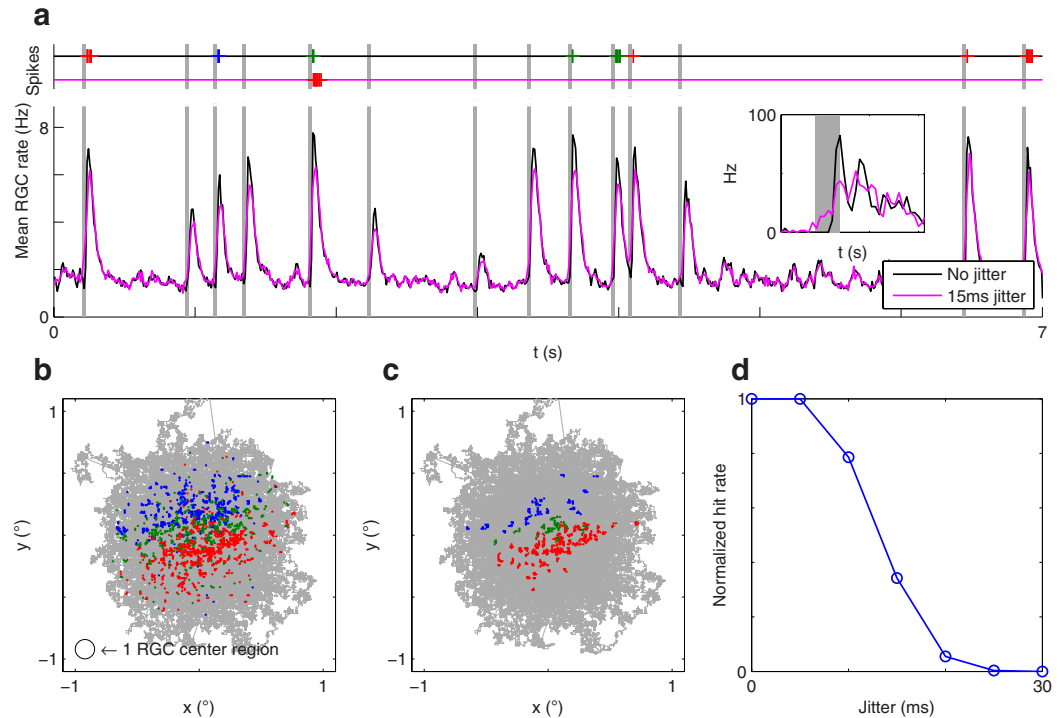 a
Spikes
Mean RGC rate (Hz)
8
0
0
7
t (s)
100
0
Hz
t (s)
No jitter
15ms jitter
b
1
−1
y (°)
← 1 RGC center region
−1
1
x (°)
c
1
−1
y (°)
−1
1
x (°)
d
1
0
Normalized hit rate
0
30
Jitter (ms)